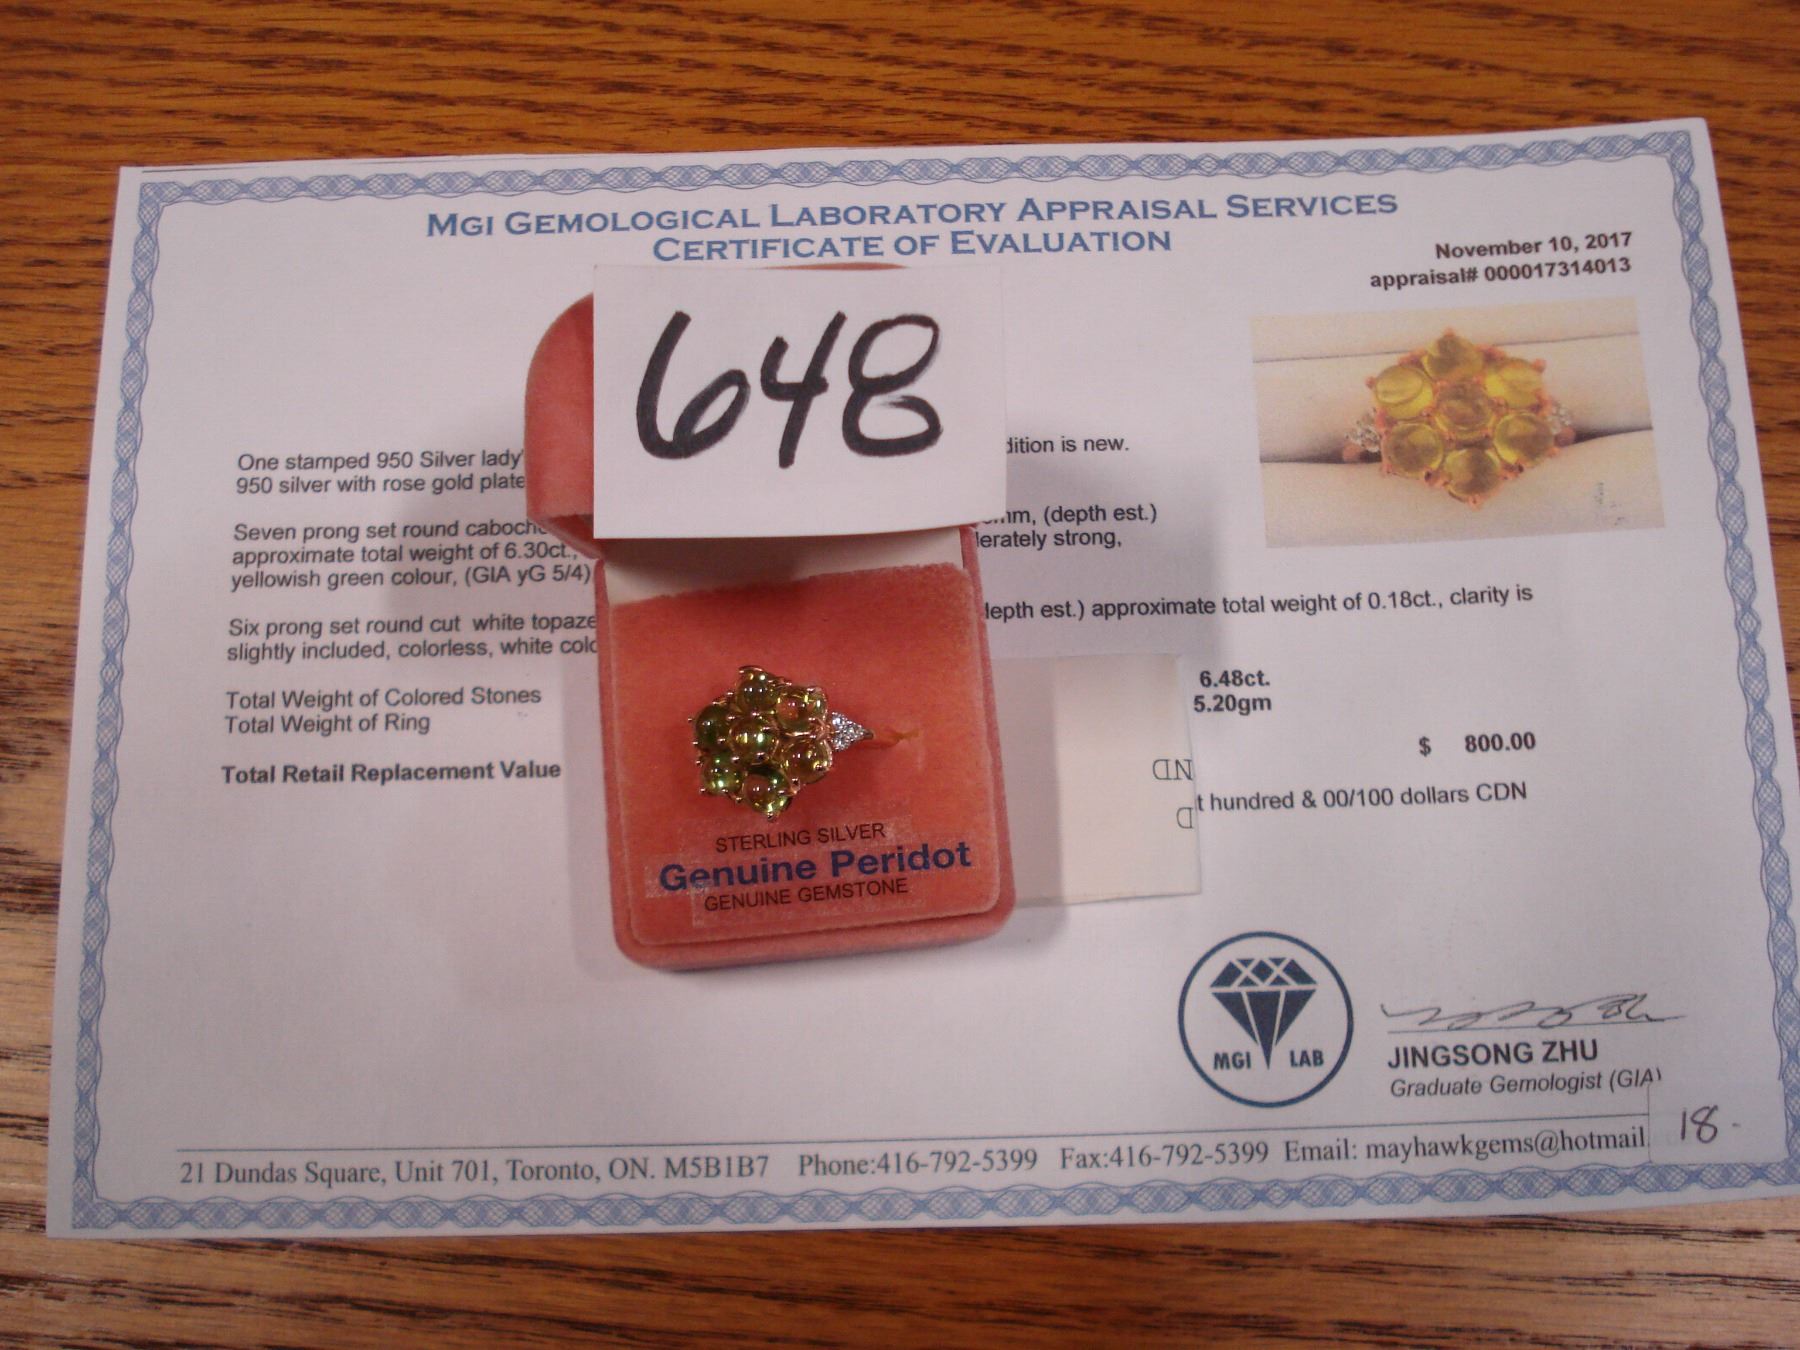 MGI GEMOLOGICAL LABORATORY APPRAISAL SERVICES
CERTIFICATE OF EVALUATION
November 10, 2017
appraisal# 000017314013
648
One stamped 950 Silver lady' dition is new.
950 silver with rose gold plate
Seven prong set round caboch mm, (depth est.)
approximate total weight of 6.30ct., erately strong,
yellowish green colour, (GIA yG 5/4)
Six prong set round cut white topaze depth est.) approximate total weight of 0.18ct., clarity is
slightly included, colorless, white colo
Total Weight of Colored Stones 6.48ct.
Total Weight of Ring 5.20gm
Total Retail Replacement Value $ 800.00
t hundred & 00/100 dollars CDN
ND
D
STERLING SILVER
Genuine Peridot
GENUINE GEMSTONE
MGI LAB
JINGSONG ZHU
Graduate Gemologist (GIA)
21 Dundas Square, Unit 701, Toronto, ON. M5B1B7 Phone:416-792-5399 Fax:416-792-5399 Email: mayhawkgems@hotmail.
18-